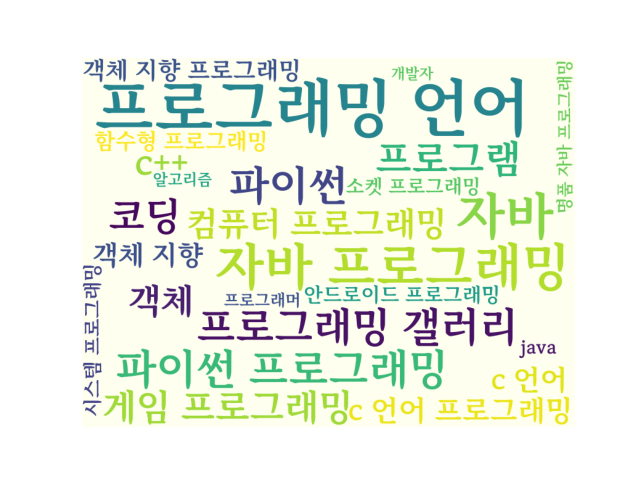 객체 지향 프로그래밍
개발자
프로그래밍 언어
명품 자바 프로그래밍
함수형 프로그래밍
C++
프로그램
알고리즘
파이썬
소켓 프로그래밍
코딩
컴퓨터 프로그래밍
자바
객체 지향
자바 프로그래밍
시스템 프로그래밍
객체
프로그래머
안드로이드 프로그래밍
프로그래밍 갤러리
java
파이썬 프로그래밍
c 언어
게임 프로그래밍
c 언어 프로그래밍